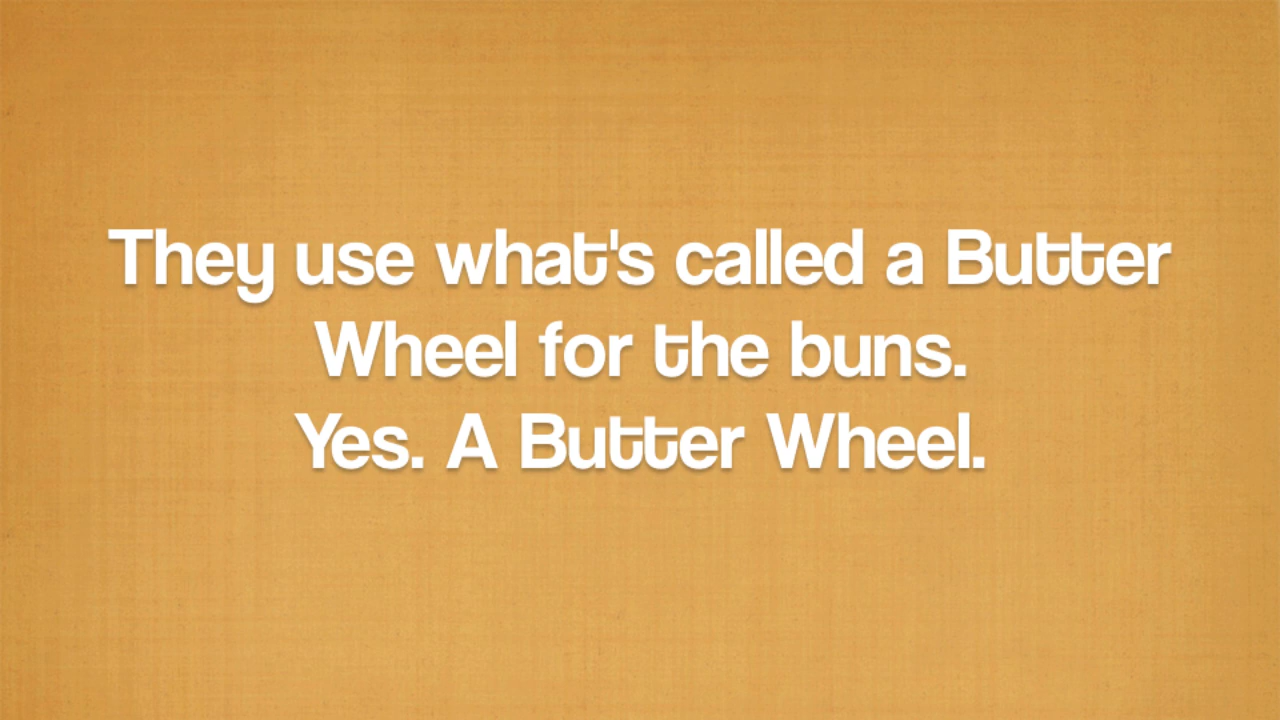 They use what's called a Butter
Wheel for the buns.
Yes. A Butter Wheel.